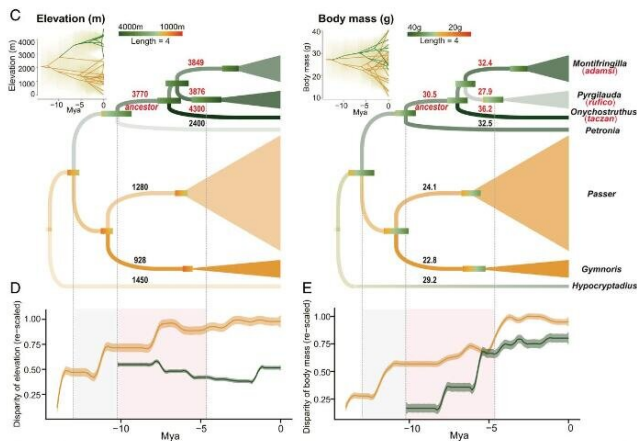 C
Elevation (m)
4000m
1000m
Length = 4
Elevation (m)
4000
3000
2000
1000
0
-12
-6
0
Mya
3849
3770
ancestor
3876
4300
2400
1280
928
1450
Body mass (g)
40g
20g
Length = 4
Body mass (g)
40
30
20
10
-12
-6
0
Mya
32.4
30.5
ancestor
27.9
36.2
32.5
24.1
22.8
29.2
Montifringilla
(adamsi)
Pyrgilauda
(rufico)
Onychostruthus
(taczan)
Petronia
Passer
Gymnoris
Hypocryptadius
D
Disparity of elevation (re-scaled)
1.00
0.75
0.50
0.25
−10
−5
0
Mya
E
Disparity of body mass (re-scaled)
1.00
0.75
0.50
0.25
−10
−5
0
Mya